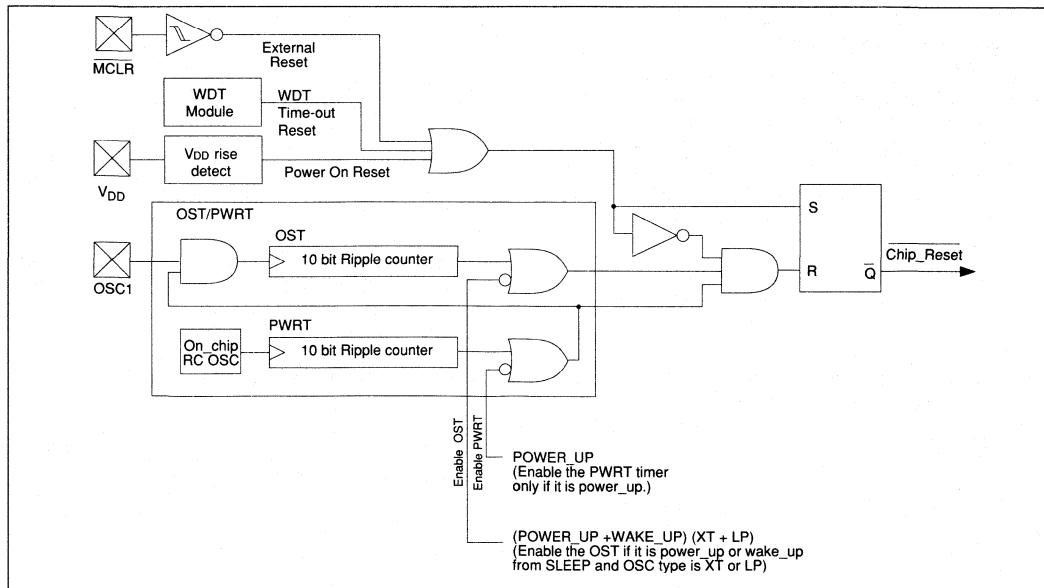 MCLR
External
Reset
WDT
Module
WDT
Time-out
Reset
VDD rise
detect
Power On Reset
VDD
OST/PWRT
OST
10 bit Ripple counter
OSC1
S
R
Q
Chip_Reset
PWRT
On_chip
RC OSC
10 bit Ripple counter
Enable OST
Enable PWRT
POWER_UP
(Enable the PWRT timer
only if it is power_up.)
(POWER_UP +WAKE_UP) (XT + LP)
(Enable the OST if it is power_up or wake_up
from SLEEP and OSC type is XT or LP)